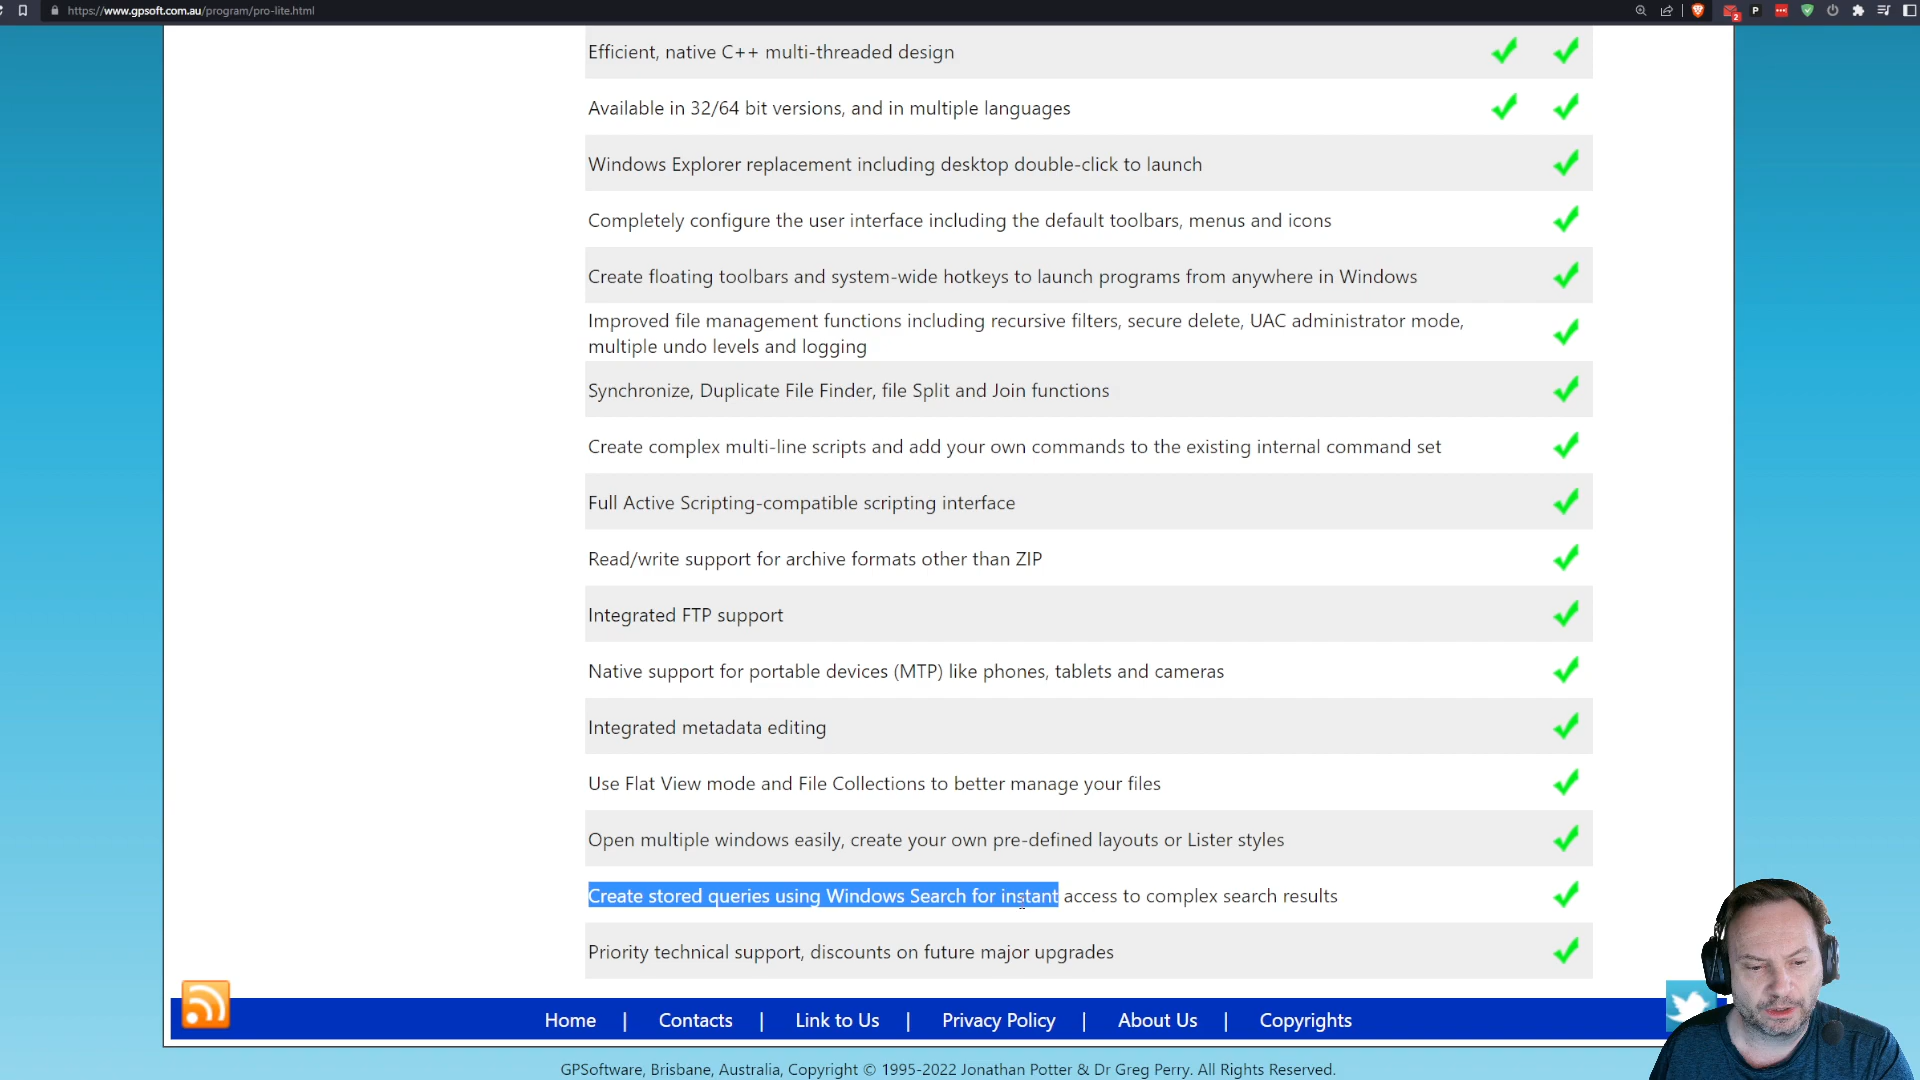 https://www.gpsoft.com.au/program/pro-lite.html
2
P
Efficient, native C++ multi-threaded design
Available in 32/64 bit versions, and in multiple languages
Windows Explorer replacement including desktop double-click to launch
Completely configure the user interface including the default toolbars, menus and icons
Create floating toolbars and system-wide hotkeys to launch programs from anywhere in Windows
Improved file management functions including recursive filters, secure delete, UAC administrator mode,
multiple undo levels and logging
Synchronize, Duplicate File Finder, file Split and Join functions
Create complex multi-line scripts and add your own commands to the existing internal command set
Full Active Scripting-compatible scripting interface
Read/write support for archive formats other than ZIP
Integrated FTP support
Native support for portable devices (MTP) like phones, tablets and cameras
Integrated metadata editing
Use Flat View mode and File Collections to better manage your files
Open multiple windows easily, create your own pre-defined layouts or Lister styles
Create stored queries using Windows Search for instant access to complex search results
Priority technical support, discounts on future major upgrades
Home | Contacts | Link to Us | Privacy Policy | About Us | Copyrights
GPSoftware, Brisbane, Australia, Copyright © 1995-2022 Jonathan Potter & Dr Greg Perry. All Rights Reserved.